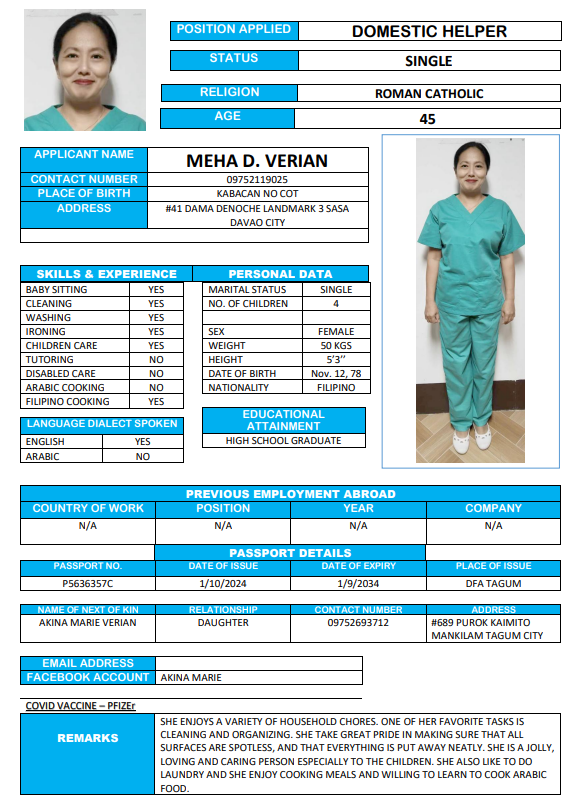 POSITION APPLIED DOMESTIC HELPER
STATUS SINGLE
RELIGION ROMAN CATHOLIC
AGE 45
APPLICANT NAME MEHA D. VERIAN
CONTACT NUMBER 09752119025
PLACE OF BIRTH KABACAN NO COT
ADDRESS #41 DAMA DENOCHE LANDMARK 3 SASA
DAVAO CITY
SKILLS & EXPERIENCE
BABY SITTING YES
CLEANING YES
WASHING YES
IRONING YES
CHILDREN CARE YES
TUTORING NO
DISABLED CARE NO
ARABIC COOKING NO
FILIPINO COOKING YES
LANGUAGE DIALECT SPOKEN
ENGLISH YES
ARABIC NO
PERSONAL DATA
MARITAL STATUS SINGLE
NO. OF CHILDREN 4
SEX FEMALE
WEIGHT 50 KGS
HEIGHT 5'3''
DATE OF BIRTH Nov. 12, 78
NATIONALITY FILIPINO
EDUCATIONAL
ATTAINMENT
HIGH SCHOOL GRADUATE
PREVIOUS EMPLOYMENT ABROAD
COUNTRY OF WORK POSITION YEAR COMPANY
N/A N/A N/A N/A
PASSPORT DETAILS
PASSPORT NO. DATE OF ISSUE DATE OF EXPIRY PLACE OF ISSUE
P5636357C 1/10/2024 1/9/2034 DFA TAGUM
NAME OF NEXT OF KIN RELATIONSHIP CONTACT NUMBER ADDRESS
AKINA MARIE VERIAN DAUGHTER 09752693712 #689 PUROK KAIMITO
MANKILAM TAGUM CITY
EMAIL ADDRESS
FACEBOOK ACCOUNT AKINA MARIE
COVID VACCINE – PFIZEr
REMARKS
SHE ENJOYS A VARIETY OF HOUSEHOLD CHORES. ONE OF HER FAVORITE TASKS IS
CLEANING AND ORGANIZING. SHE TAKE GREAT PRIDE IN MAKING SURE THAT ALL
SURFACES ARE SPOTLESS, AND THAT EVERYTHING IS PUT AWAY NEATLY. SHE IS A JOLLY,
LOVING AND CARING PERSON ESPECIALLY TO THE CHILDREN. SHE ALSO LIKE TO DO
LAUNDRY AND SHE ENJOY COOKING MEALS AND WILLING TO LEARN TO COOK ARABIC
FOOD.